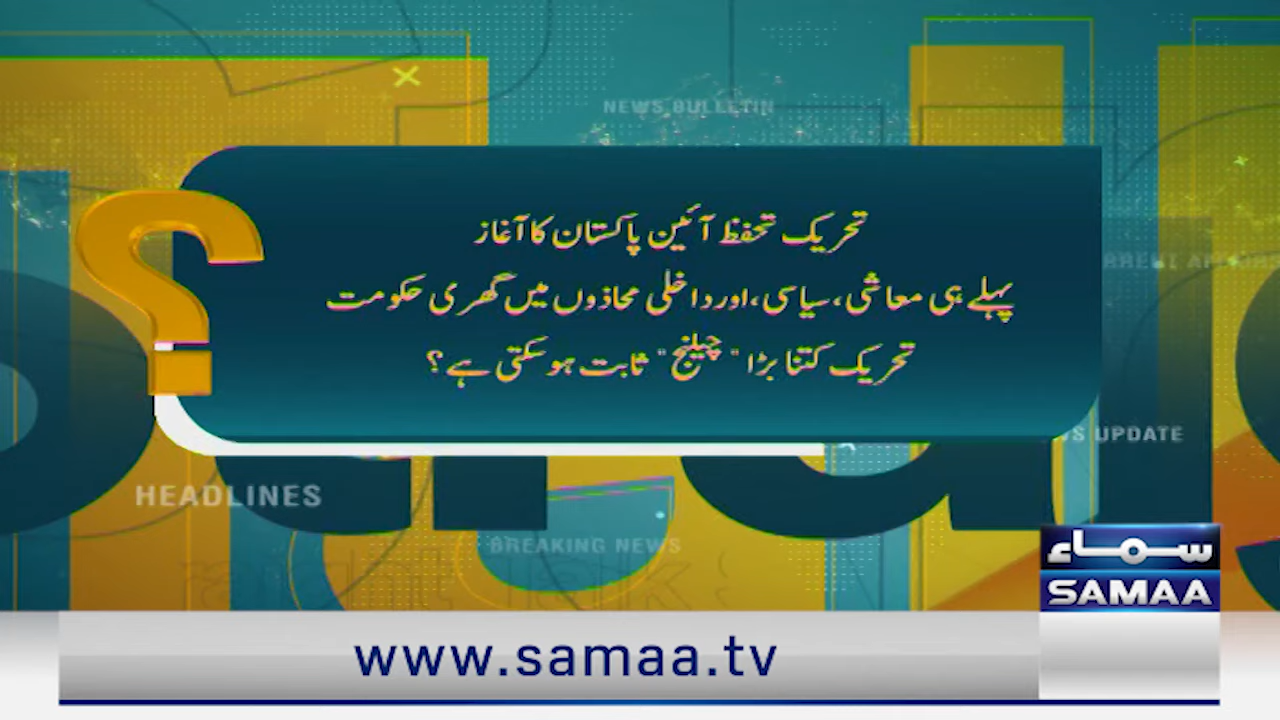 NEWS BULLETIN
تحریک تحفظ آئین پاکستان کا آغاز
پہلے ہی معاشی، سیاسی، اور داخلی محاذوں میں گھری حکومت
تحریک کتنا بڑا "چیلنج" ثابت ہو سکتی ہے؟
؟
UPDATE
HEADLINES
BREAKING NEWS
سماء
SAMAA
www.samaa.tv